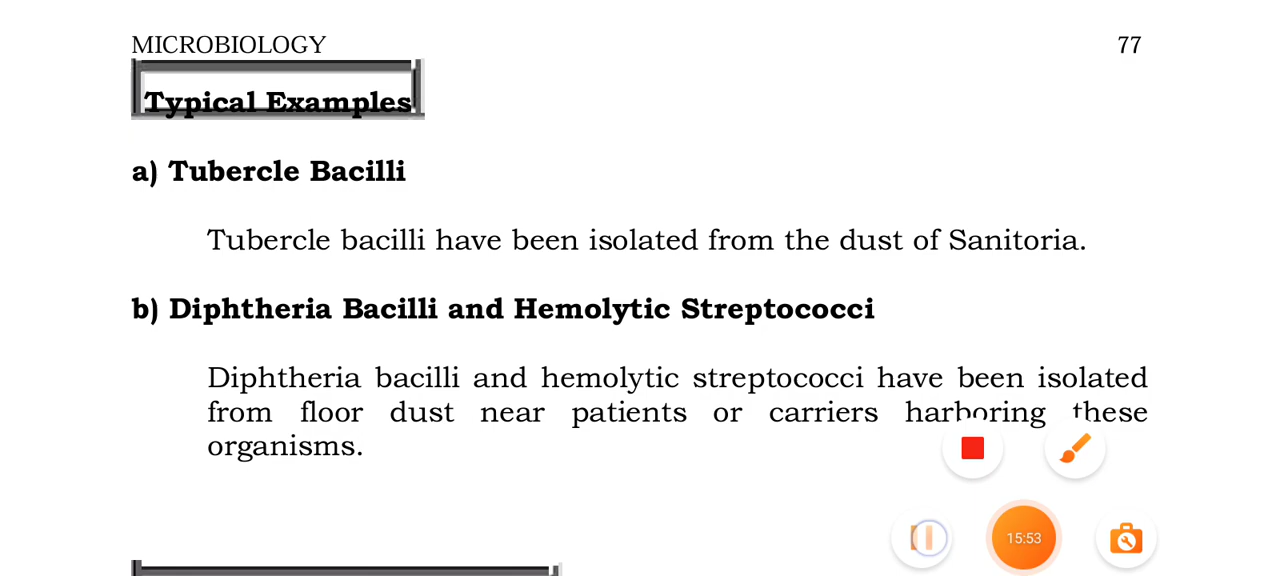 MICROBIOLOGY 77
Typical Examples
a) Tubercle Bacilli
Tubercle bacilli have been isolated from the dust of Sanitoria.
b) Diphtheria Bacilli and Hemolytic Streptococci
Diphtheria bacilli and hemolytic streptococci have been isolated
from floor dust near patients or carriers harboring these
organisms.
15:53